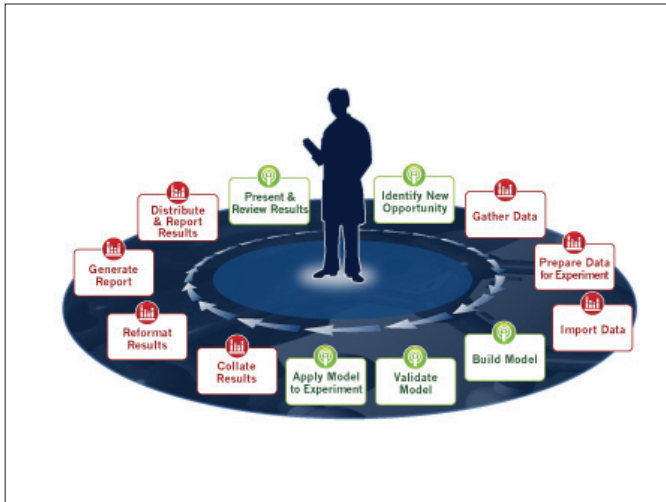 Present &
Review Results
Identify New
Opportunity
Distribute
& Report
Results
Gather Data
Generate
Report
Prepare Data
for Experiment
Reformat
Results
Import Data
Collate
Results
Apply Model
to Experiment
Validate
Model
Build Model